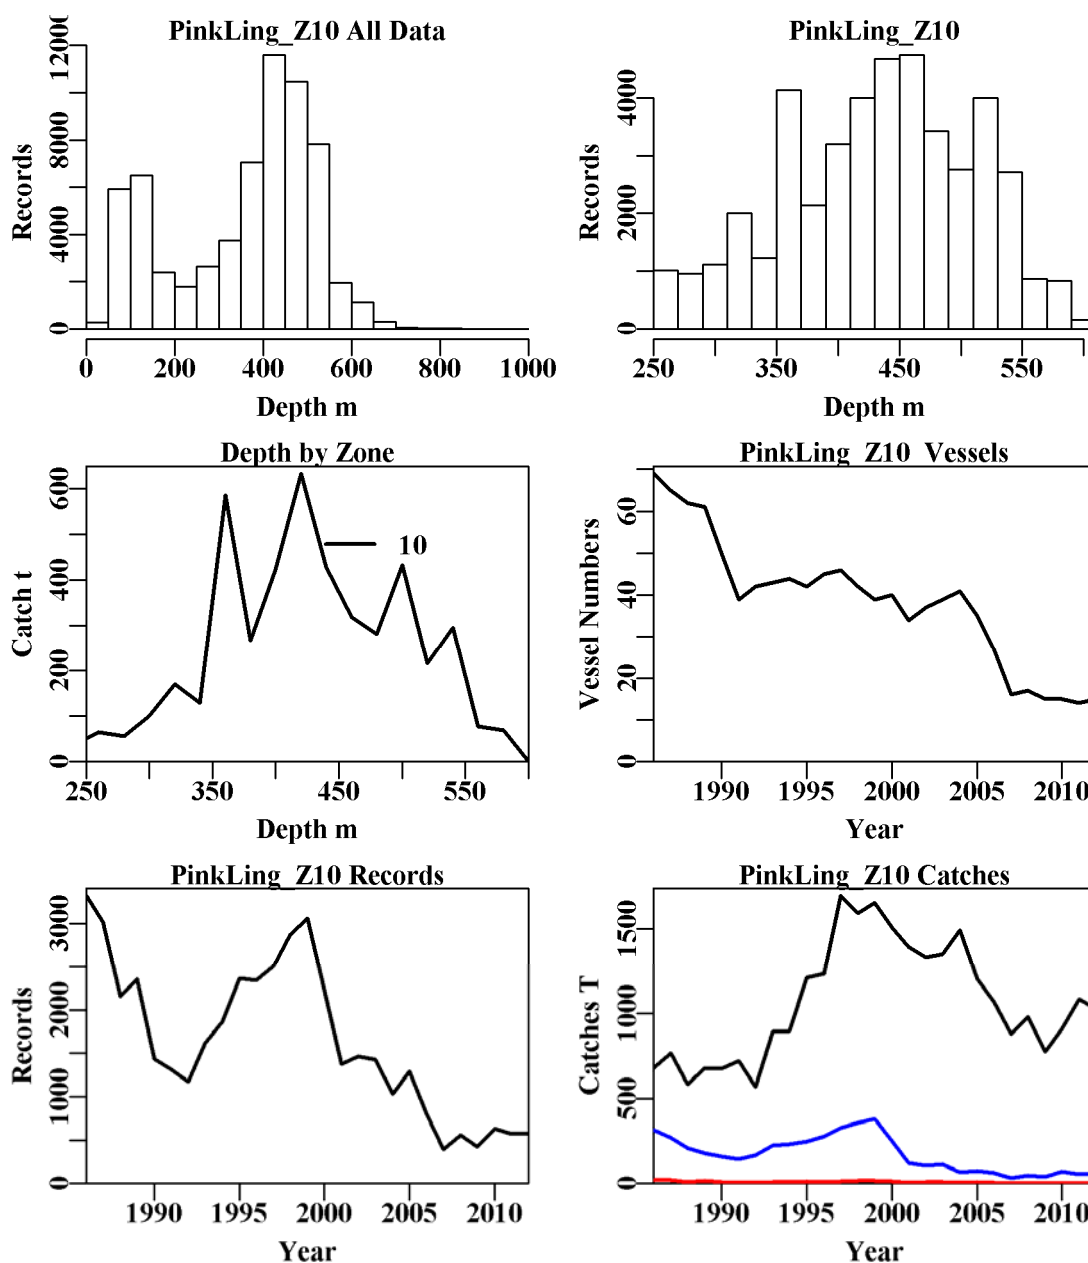 PinkLing_Z10 All Data
Records
0 4000 8000 12000
0 200 400 600 800 1000
Depth m
PinkLing_Z10
Records
0 2000 4000
250 350 450 550
Depth m
Depth by Zone
Catch t
0 200 400 600
10
250 350 450 550
Depth m
PinkLing_Z10_Vessels
Vessel Numbers
0 20 40 60
1990 1995 2000 2005 2010
Year
PinkLing_Z10 Records
Records
0 1000 2000 3000
1990 1995 2000 2005 2010
Year
PinkLing_Z10 Catches
Catches T
0 500 1000 1500
1990 1995 2000 2005 2010
Year